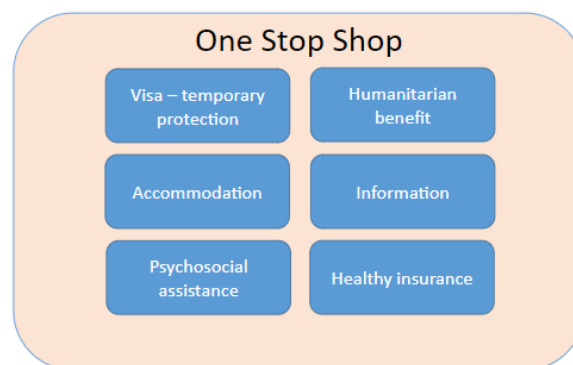 One Stop Shop
Visa – temporary
protection
Humanitarian
benefit
Accommodation
Information
Psychosocial
assistance
Healthy insurance